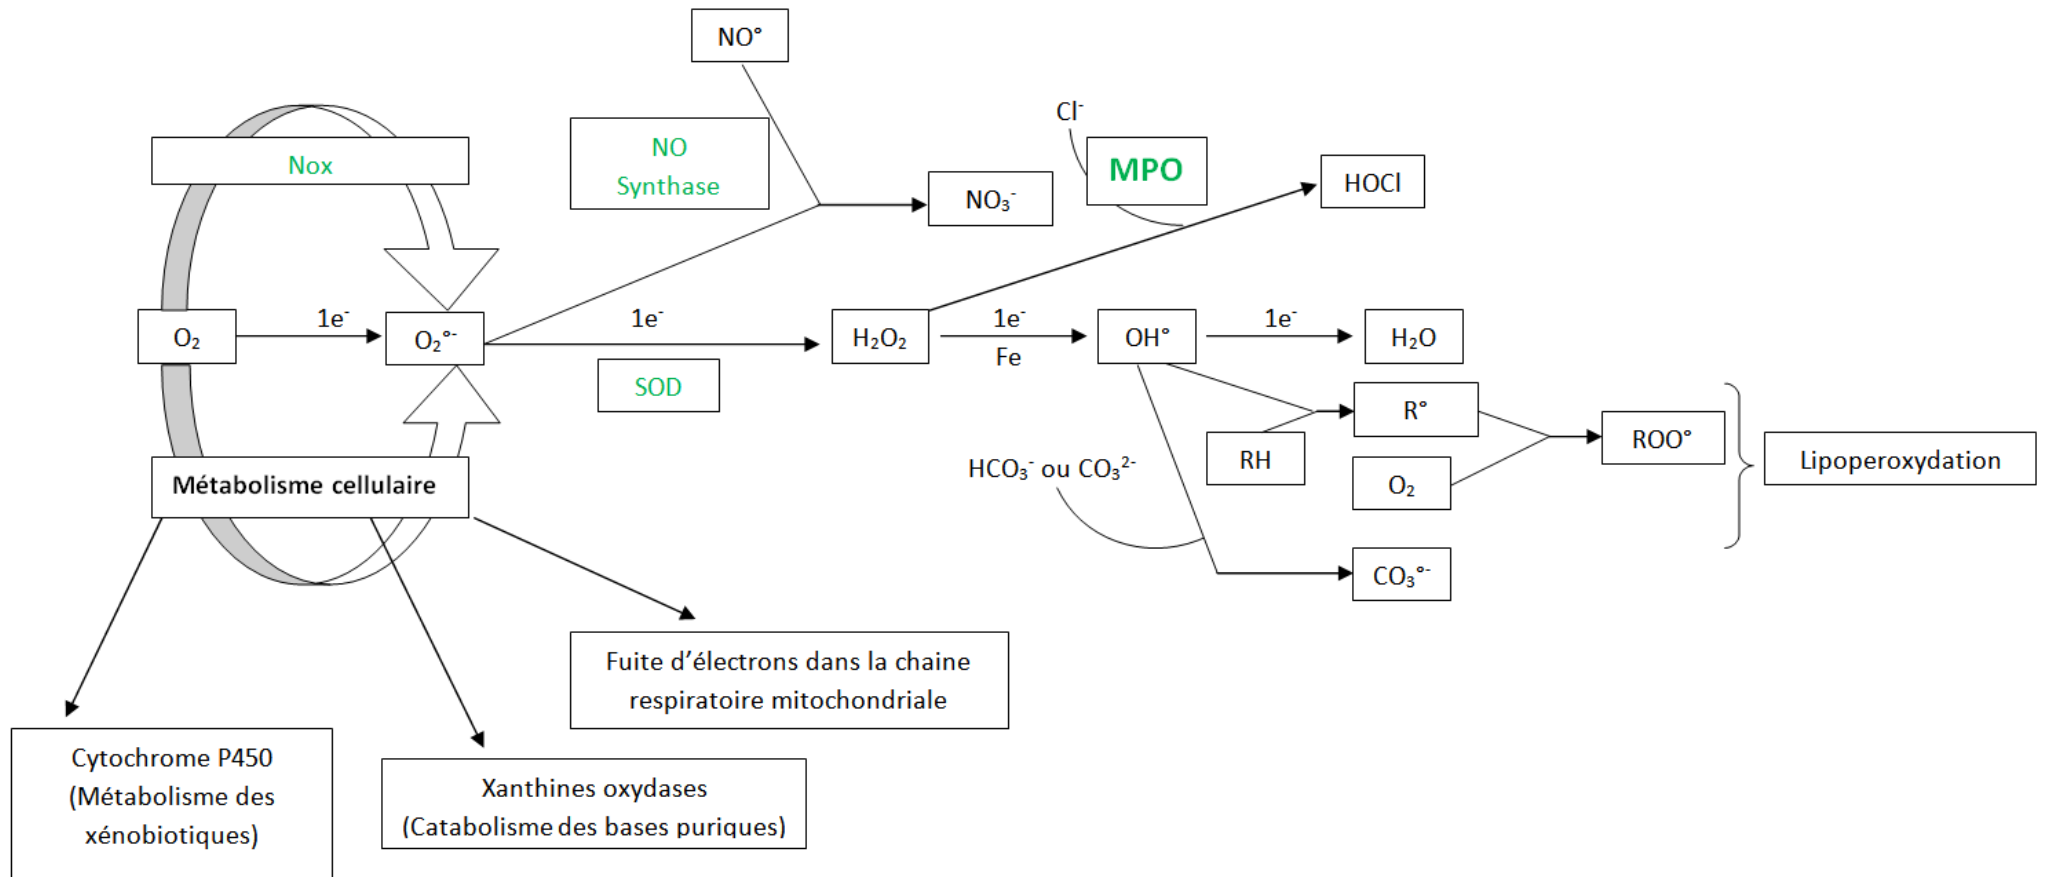 NO°
Cl⁻
Nox
NO
Synthase
MPO
HOCl
NO₃⁻
O₂
1e⁻
O₂°⁻
1e⁻
SOD
H₂O₂
1e⁻
Fe
OH°
1e⁻
H₂O
R°
RH
O₂
ROO°
Lipoperoxydation
HCO₃⁻ ou CO₃²⁻
CO₃°⁻
Métabolisme cellulaire
Fuite d’électrons dans la chaine
respiratoire mitochondriale
Cytochrome P450
(Métabolisme des
xénobiotiques)
Xanthines oxydases
(Catabolisme des bases puriques)